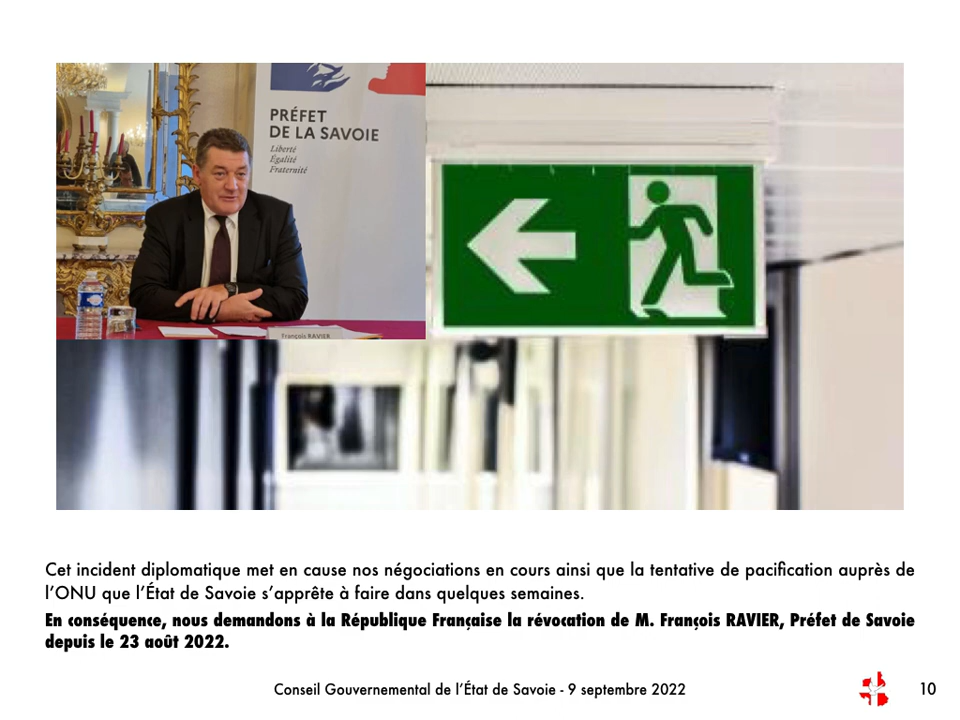 PRÉFET
DE LA SAVOIE
Liberté
Égalité
Fraternité
François RAVIER
Cet incident diplomatique met en cause nos négociations en cours ainsi que la tentative de pacification auprès de
l’ONU que l’État de Savoie s’apprête à faire dans quelques semaines.
En conséquence, nous demandons à la République Française la révocation de M. François RAVIER, Préfet de Savoie
depuis le 23 août 2022.
Conseil Gouvernemental de l’État de Savoie - 9 septembre 2022
10